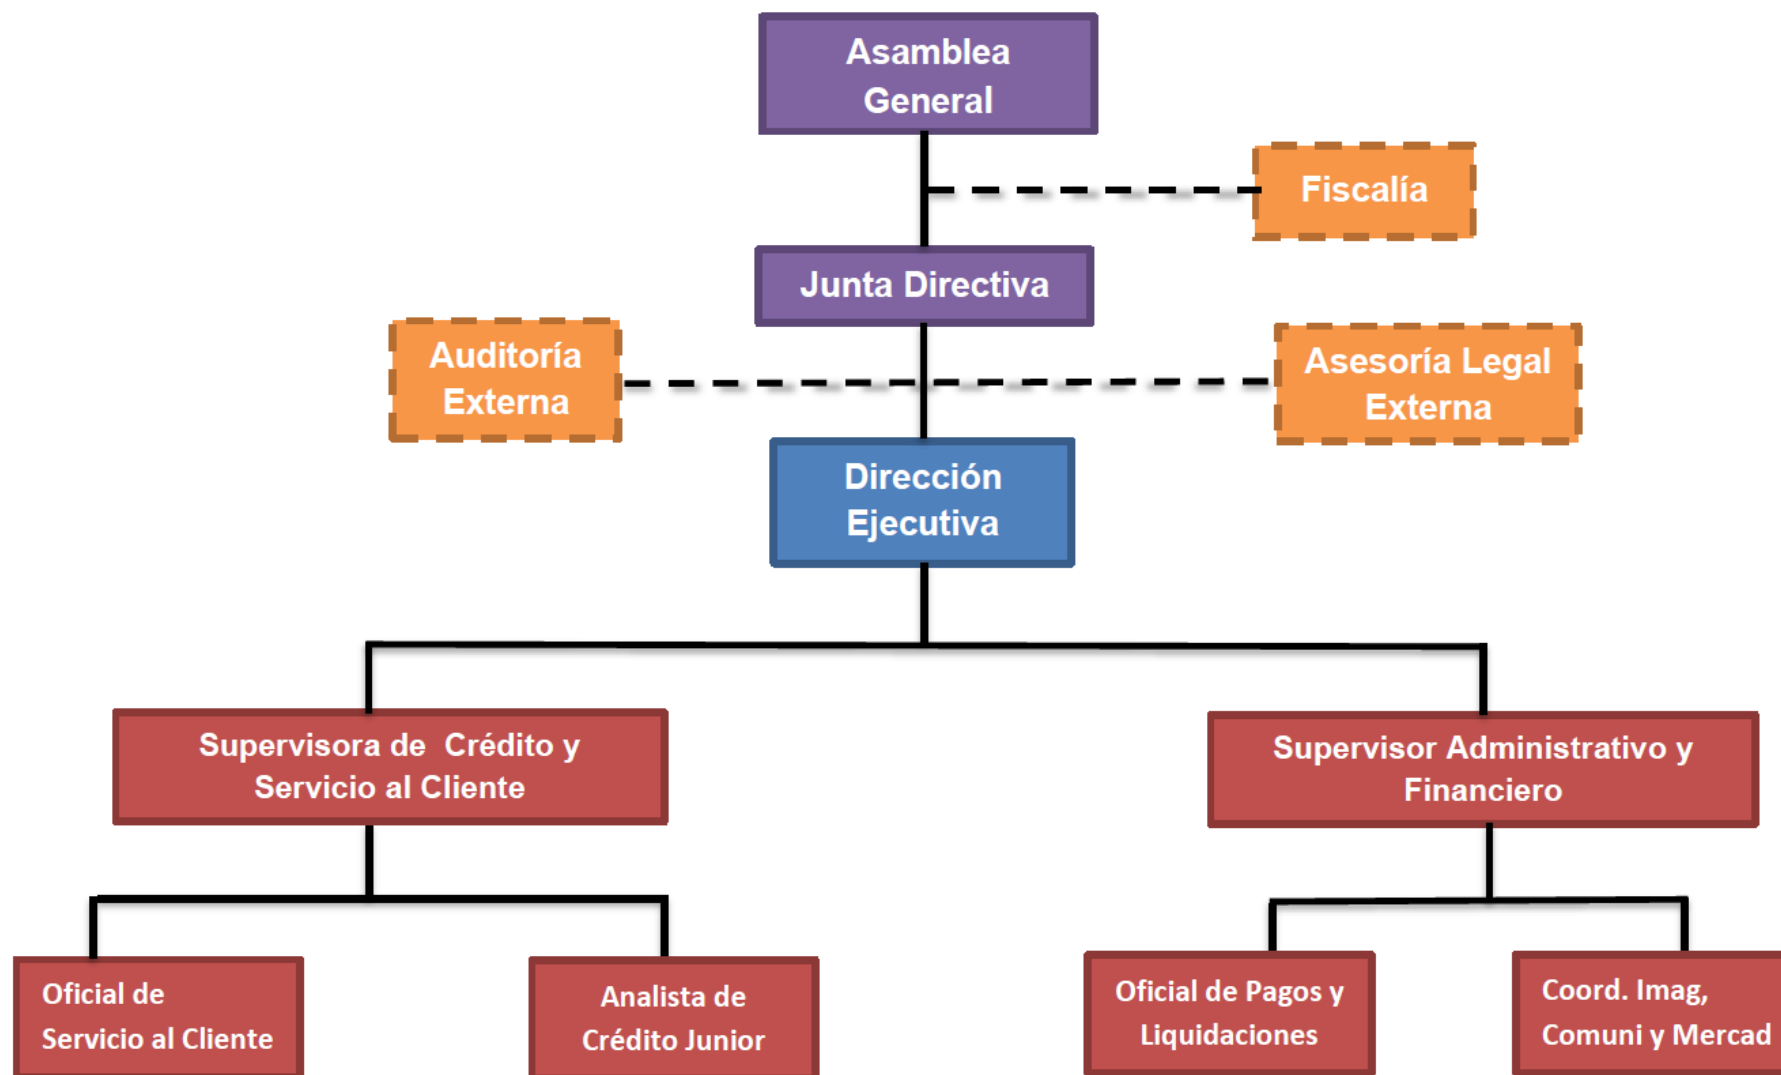 Asamblea
General
Fiscalía
Junta Directiva
Auditoría
Externa
Asesoría Legal
Externa
Dirección
Ejecutiva
Supervisora de  Crédito y
Servicio al Cliente
Supervisor Administrativo y
Financiero
Oficial de
Servicio al Cliente
Analista de
Crédito Junior
Oficial de Pagos y
Liquidaciones
Coord. Imag,
Comuni y Mercad